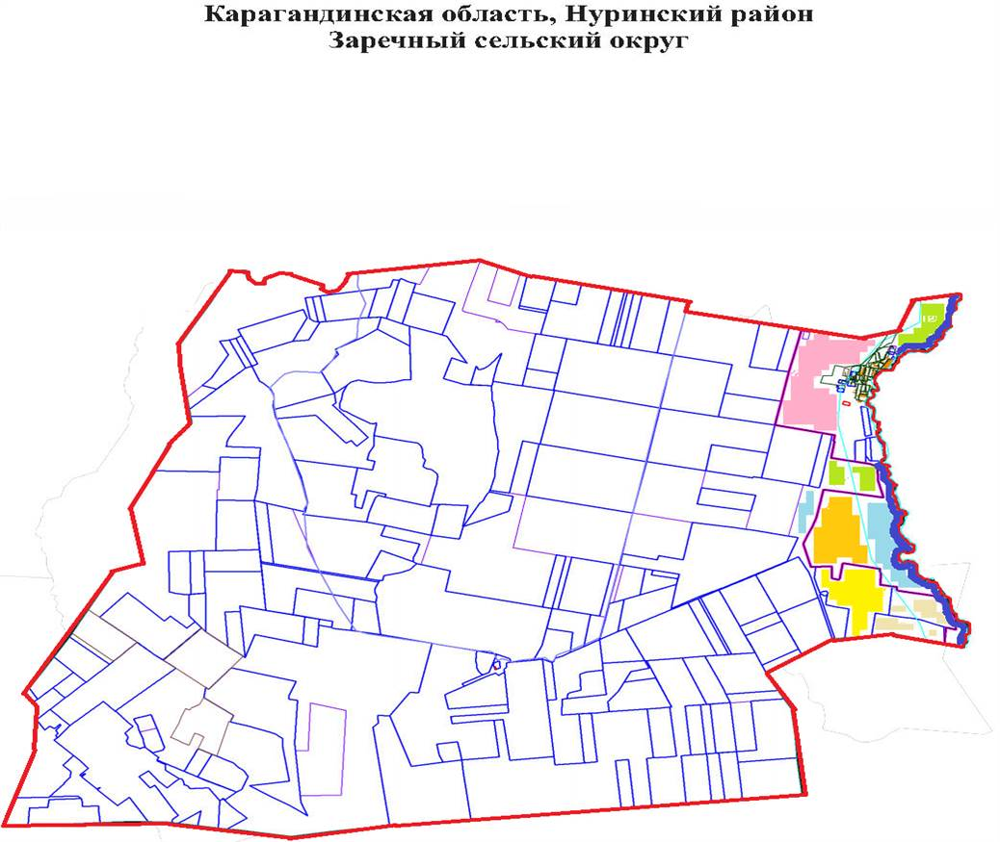 Карагандинская область, Нуринский район
Заречный сельский округ